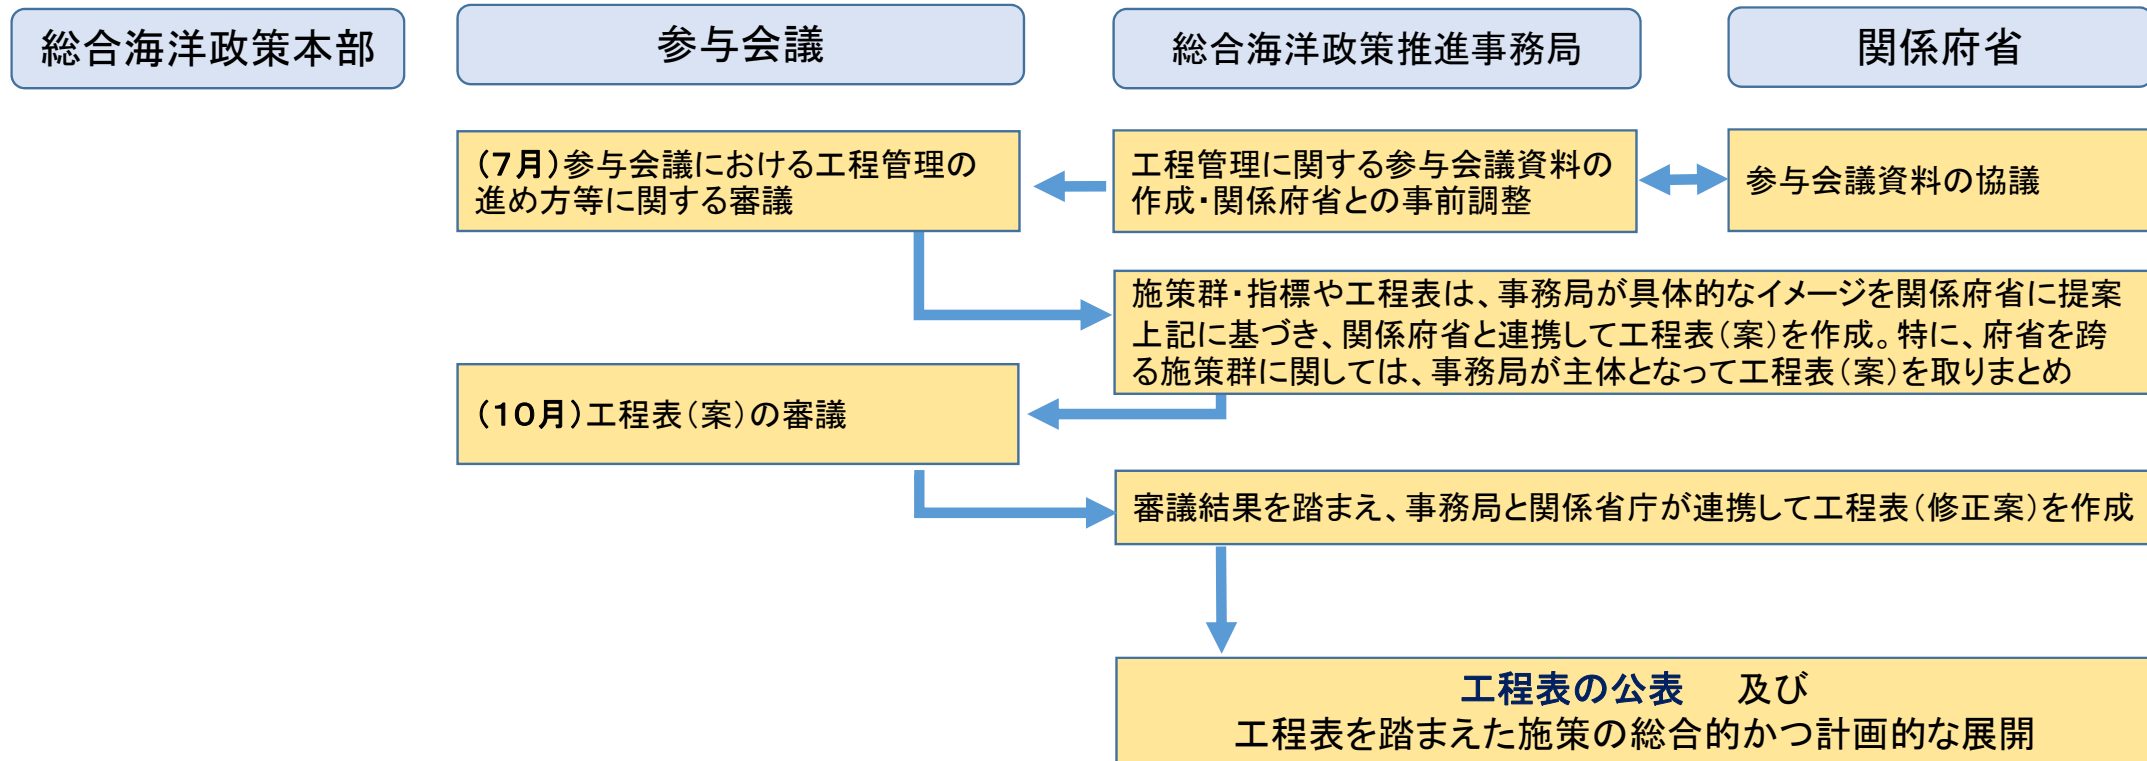 総合海洋政策本部
参与会議
総合海洋政策推進事務局
関係府省
(7月)参与会議における工程管理の
進め方等に関する審議
工程管理に関する参与会議資料の
作成・関係府省との事前調整
参与会議資料の協議
施策群・指標や工程表は、事務局が具体的なイメージを関係府省に提案
上記に基づき、関係府省と連携して工程表(案)を作成。特に、府省を跨
る施策群に関しては、事務局が主体となって工程表(案)を取りまとめ
(10月)工程表(案)の審議
審議結果を踏まえ、事務局と関係省庁が連携して工程表(修正案)を作成
工程表の公表 及び
工程表を踏まえた施策の総合的かつ計画的な展開